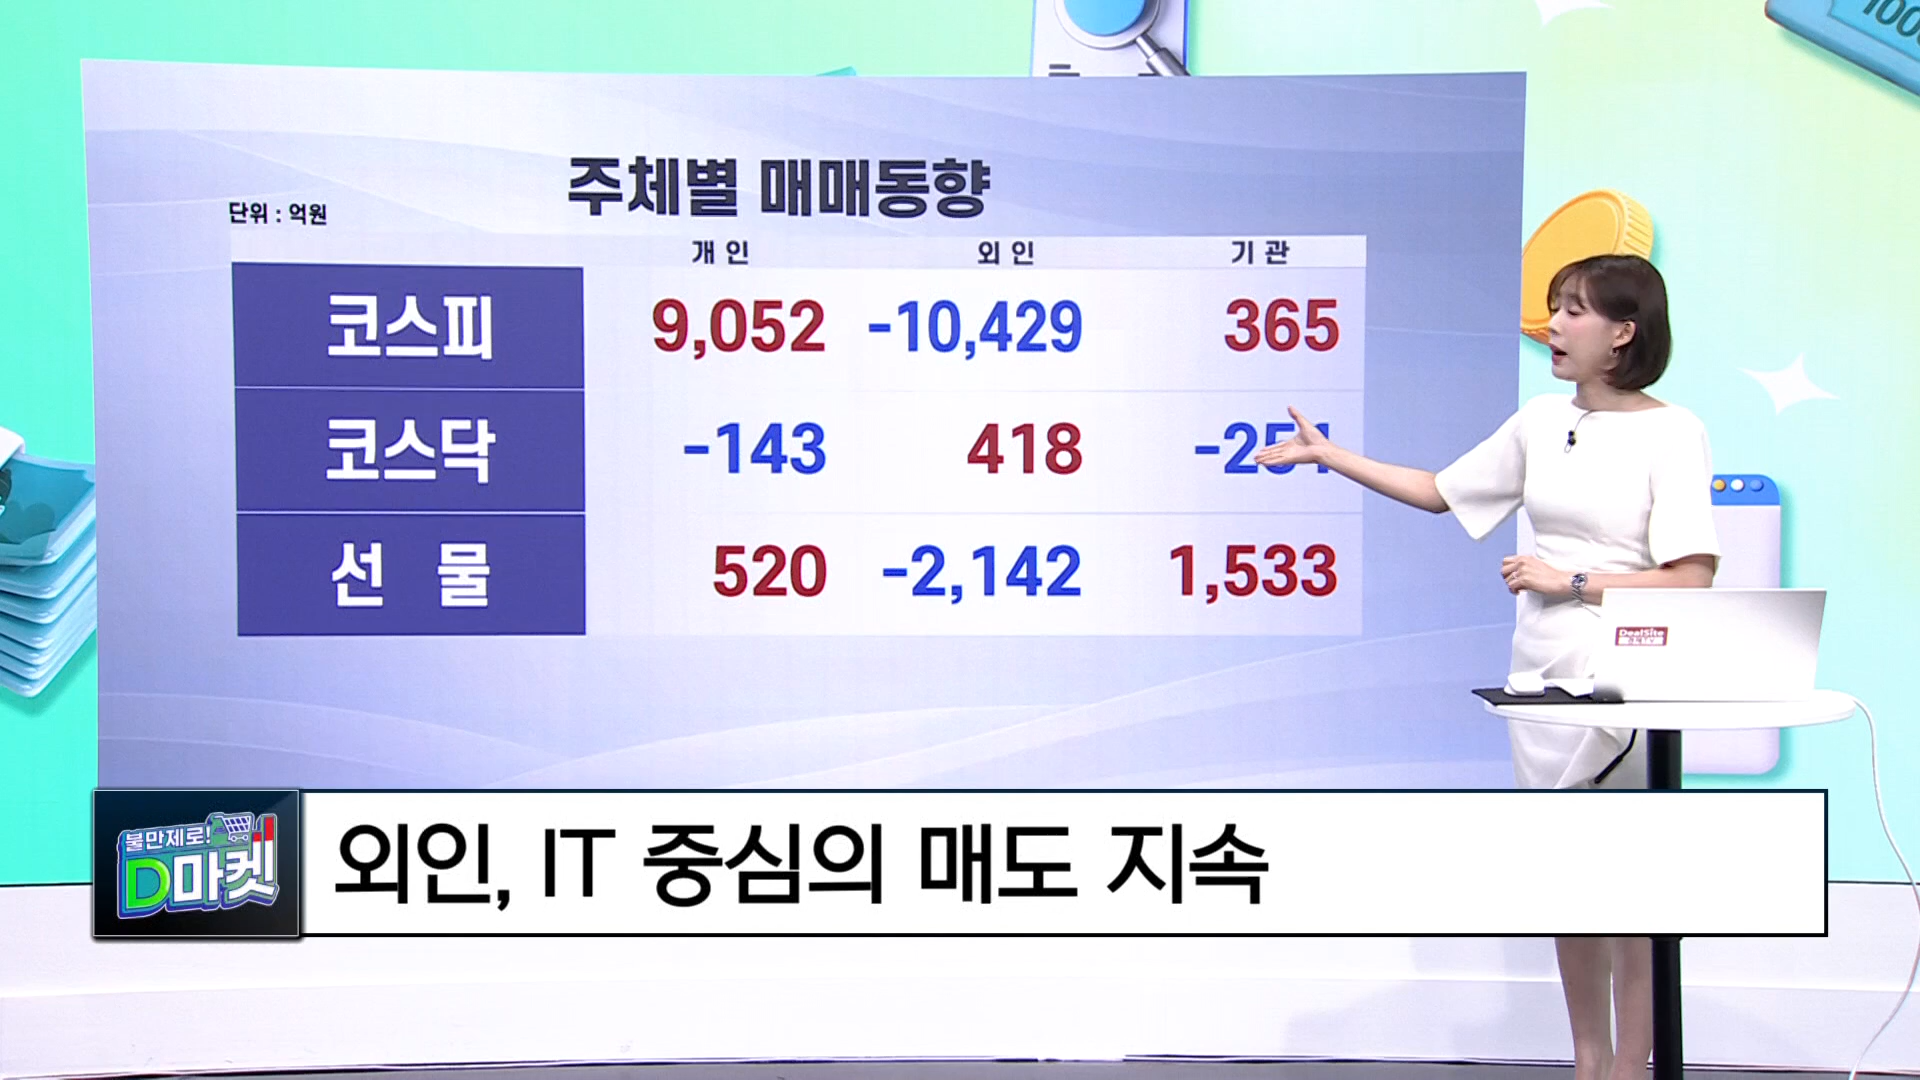 1000
주체별 매매동향
단위 : 억원
개인 외인 기관
코스피 9,052 -10,429 365
코스닥 -143 418
선물 520 -2,142 1,533
DealSite
불만제로!
D마켓
외인, IT 중심의 매도 지속